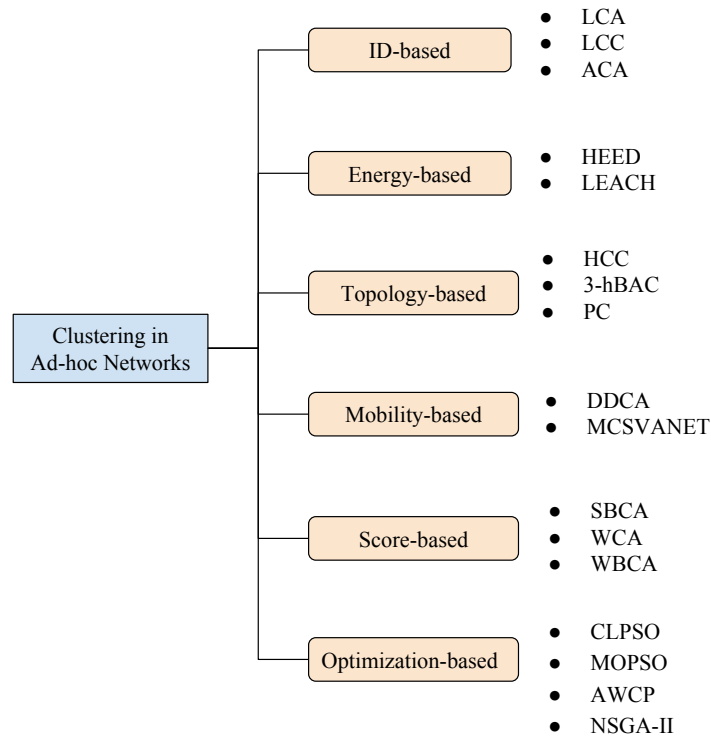 Clustering in
Ad-hoc Networks
ID-based
● LCA
● LCC
● ACA
Energy-based
● HEED
● LEACH
Topology-based
● HCC
● 3-hBAC
● PC
Mobility-based
● DDCA
● MCSVANET
Score-based
● SBCA
● WCA
● WBCA
Optimization-based
● CLPSO
● MOPSO
● AWCP
● NSGA-II